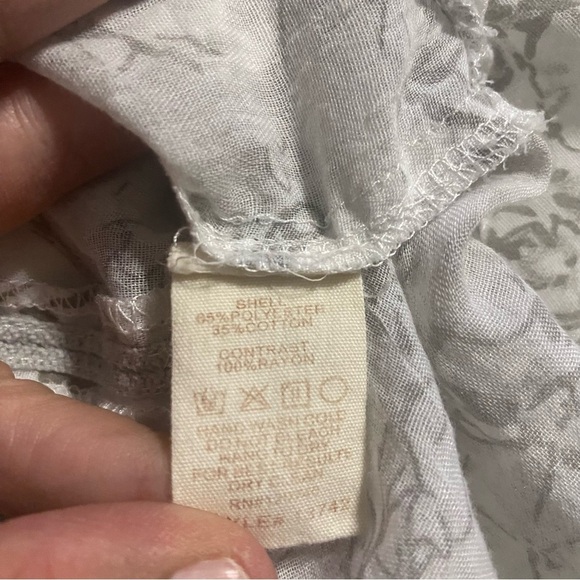 SHELL
65% POLYESTER
35% COTTON
CONTRAST
100% RAYON
HAND WASH COLD
DO NOT BLEACH
HANG TO DRY
FOR BEST RESULTS
DRY CLEAN